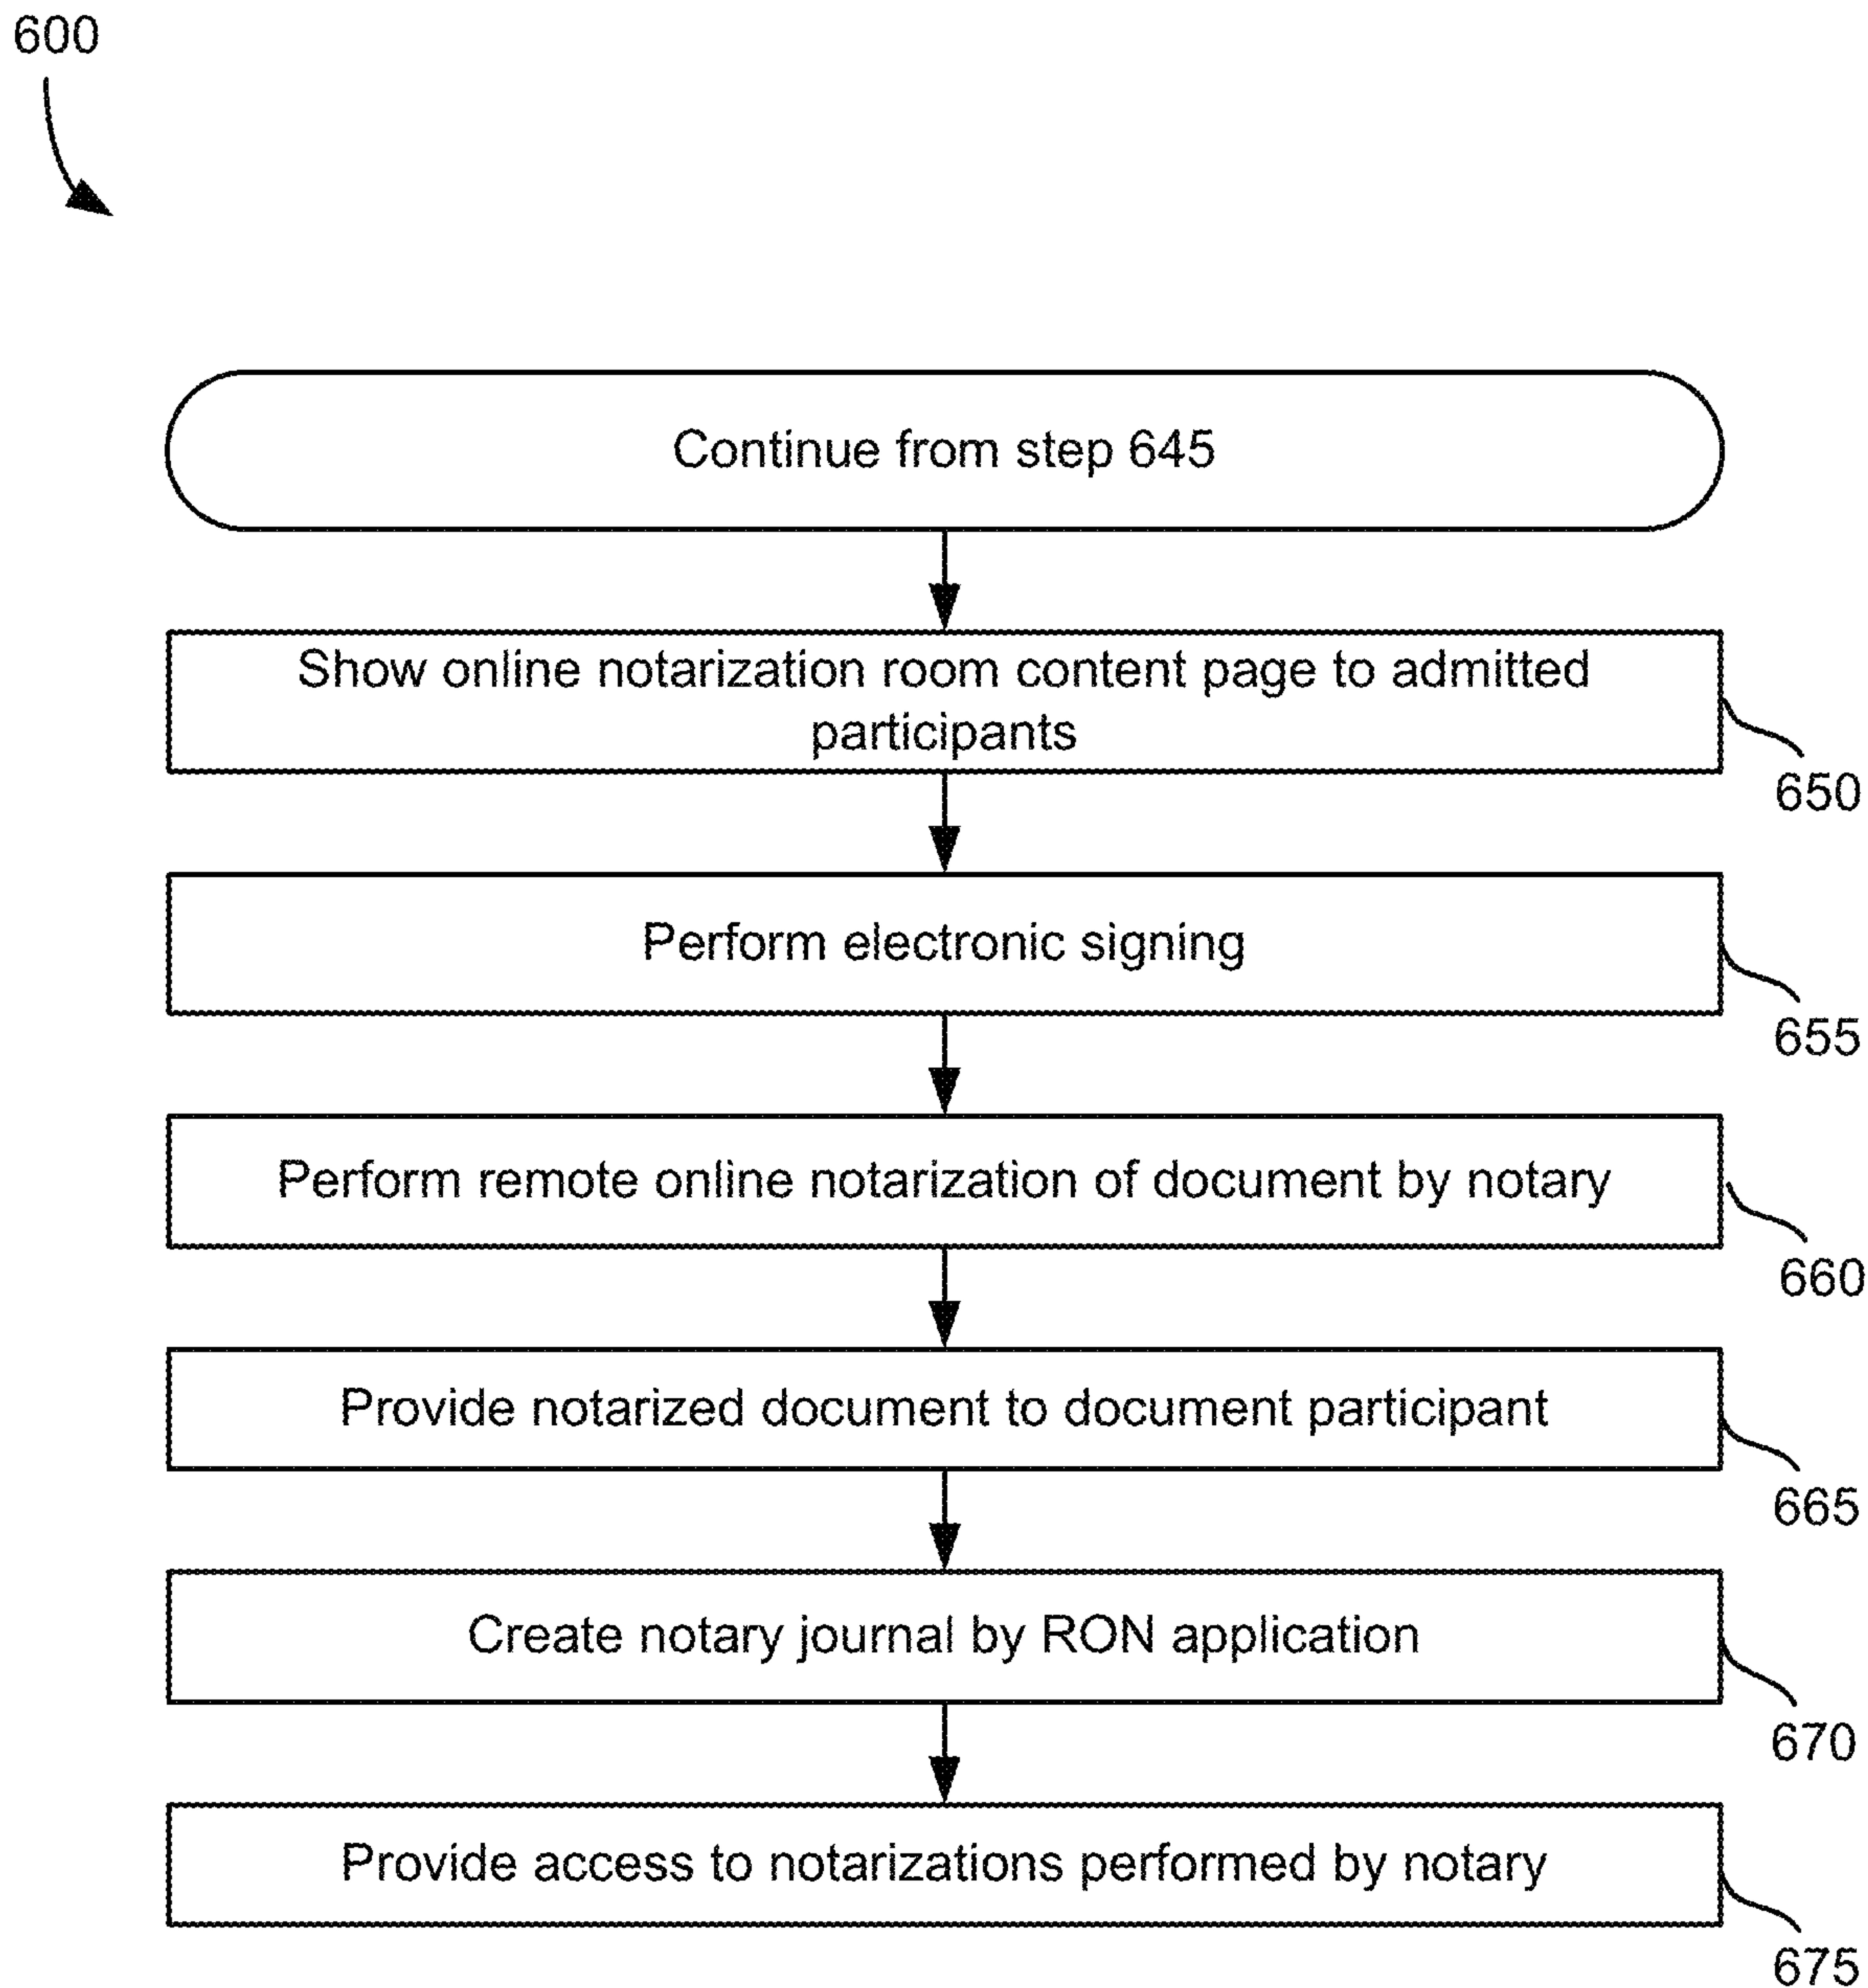 600
Continue from step 645
Show online notarization room content page to admitted
participants
650
Perform electronic signing
655
Perform remote online notarization of document by notary
660
Provide notarized document to document participant
665
Create notary journal by RON application
670
Provide access to notarizations performed by notary
675